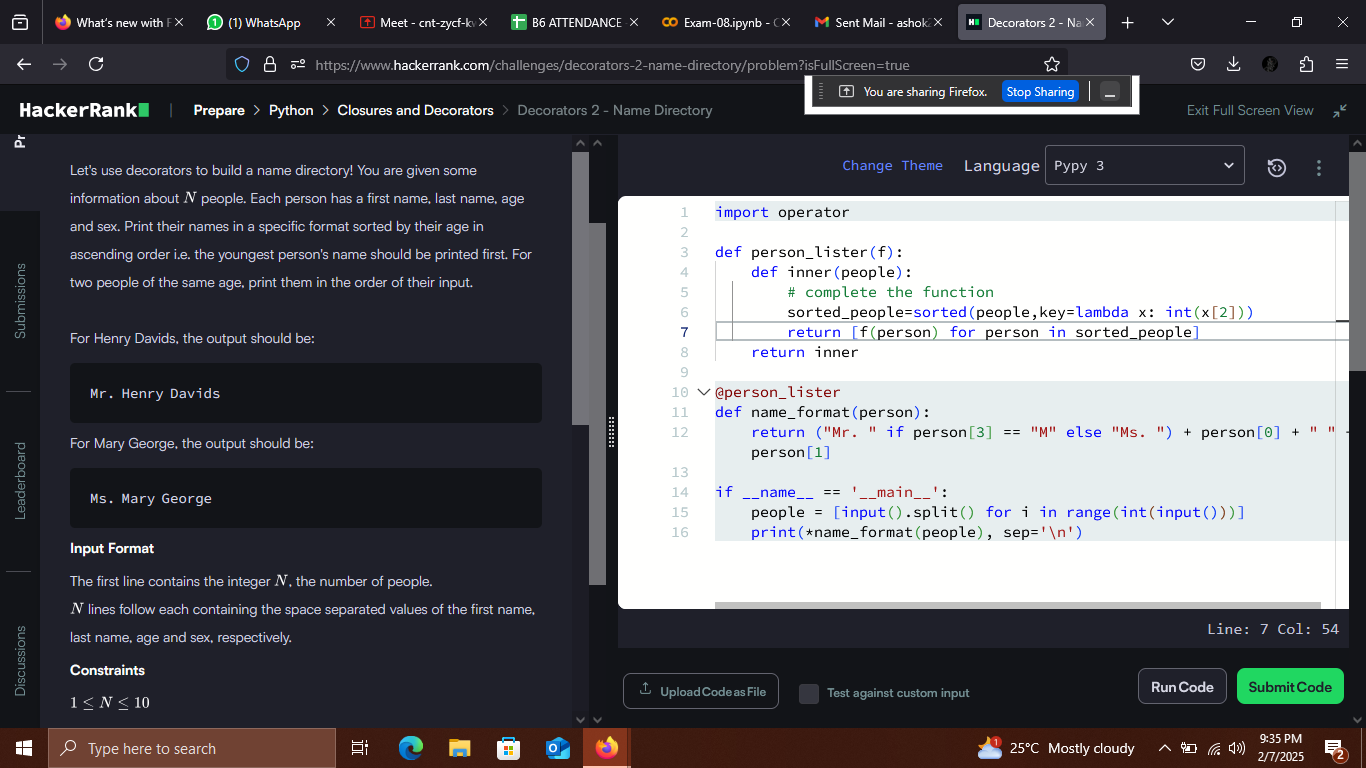 What's new with F
(1) WhatsApp
Meet - cnt-zycf-k
B6 ATTENDANCE
Exam-08.ipynb - C
Sent Mail - ashok
Decorators 2 - Na
https://www.hackerrank.com/challenges/decorators-2-name-directory/problem?isFullScreen=true
You are sharing Firefox.
Stop Sharing
HackerRank
Prepare > Python > Closures and Decorators > Decorators 2 - Name Directory
Exit Full Screen View
Pr
Submissions
Leaderboard
Discussions
Let's use decorators to build a name directory! You are given some
information about N people. Each person has a first name, last name, age
and sex. Print their names in a specific format sorted by their age in
ascending order i.e. the youngest person's name should be printed first. For
two people of the same age, print them in the order of their input.
For Henry Davids, the output should be:
Mr. Henry Davids
For Mary George, the output should be:
Ms. Mary George
Input Format
The first line contains the integer N, the number of people.
N lines follow each containing the space separated values of the first name,
last name, age and sex, respectively.
Constraints
1 ≤ N ≤ 10
Change Theme
Language
Pypy 3
1 import operator
2
3 def person_lister(f):
4     def inner(people):
5         # complete the function
6         sorted_people=sorted(people,key=lambda x: int(x[2]))
7         return [f(person) for person in sorted_people]
8     return inner
9
10 @person_lister
11 def name_format(person):
12     return ("Mr. " if person[3] == "M" else "Ms. ") + person[0] + " " +
    person[1]
13
14 if __name__ == '__main__':
15     people = [input().split() for i in range(int(input()))]
16     print(*name_format(people), sep='\n')
Line: 7 Col: 54
Upload Code as File
Test against custom input
Run Code
Submit Code
Type here to search
1
25°C Mostly cloudy
9:35 PM
2/7/2025
2